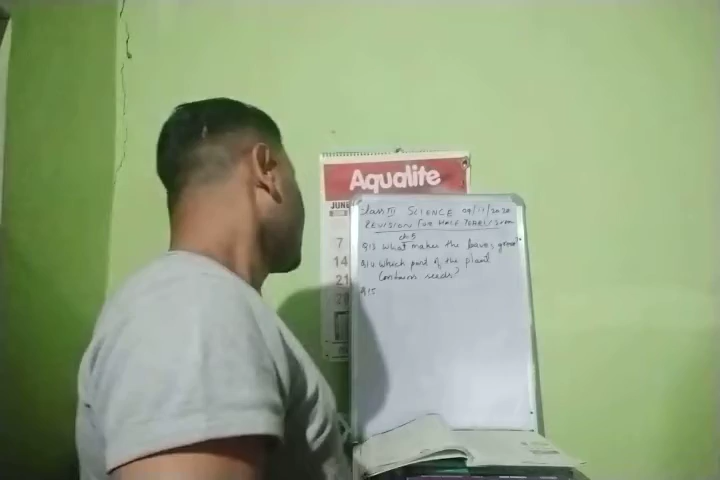 Aqualite
JUNE
7
14
21
Class III SCIENCE 09/11/2020
REVISION FOR HALF YEARLY Exam
ch:5
Q13 What makes the leaves green?
Q14 Which part of the plant
Contains seeds?
Q15